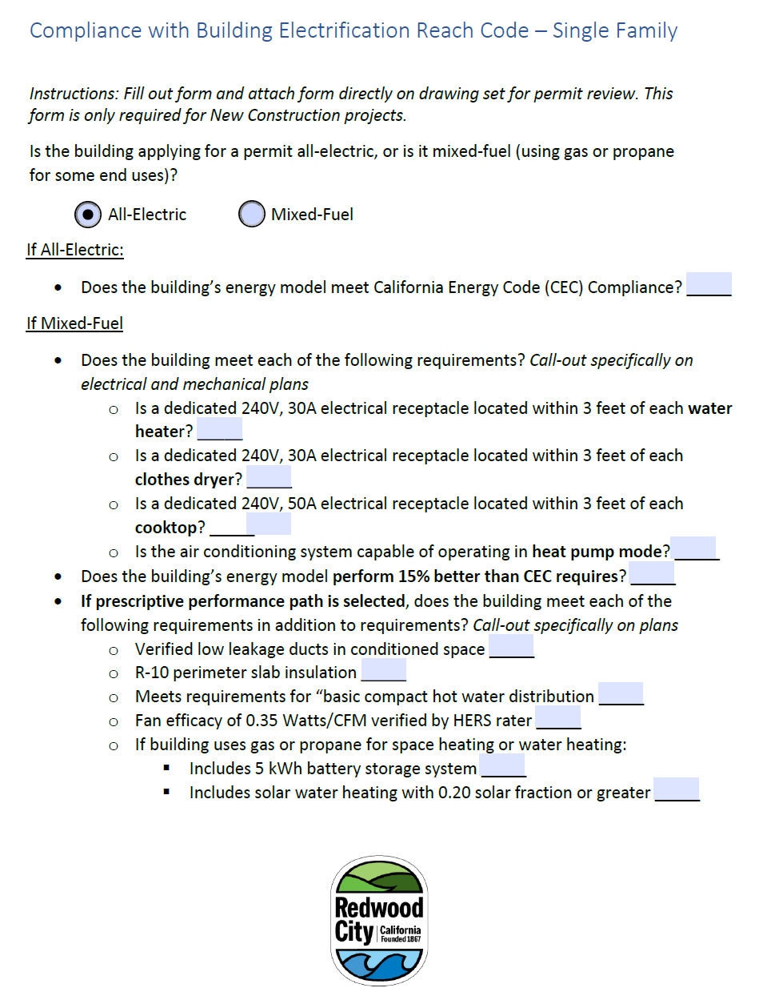 Compliance with Building Electrification Reach Code – Single Family
Instructions: Fill out form and attach form directly on drawing set for permit review. This
form is only required for New Construction projects.
Is the building applying for a permit all-electric, or is it mixed-fuel (using gas or propane
for some end uses)?
All-Electric Mixed-Fuel
If All-Electric:
• Does the building’s energy model meet California Energy Code (CEC) Compliance? _____
If Mixed-Fuel
• Does the building meet each of the following requirements? Call-out specifically on
electrical and mechanical plans
o Is a dedicated 240V, 30A electrical receptacle located within 3 feet of each water
heater? _____
o Is a dedicated 240V, 30A electrical receptacle located within 3 feet of each
clothes dryer? _____
o Is a dedicated 240V, 50A electrical receptacle located within 3 feet of each
cooktop? _____
o Is the air conditioning system capable of operating in heat pump mode? _____
• Does the building’s energy model perform 15% better than CEC requires? _____
• If prescriptive performance path is selected, does the building meet each of the
following requirements in addition to requirements? Call-out specifically on plans
o Verified low leakage ducts in conditioned space _____
o R-10 perimeter slab insulation _____
o Meets requirements for “basic compact hot water distribution _____
o Fan efficacy of 0.35 Watts/CFM verified by HERS rater _____
o If building uses gas or propane for space heating or water heating:
▪ Includes 5 kWh battery storage system _____
▪ Includes solar water heating with 0.20 solar fraction or greater _____
Redwood
City California
Founded 1867